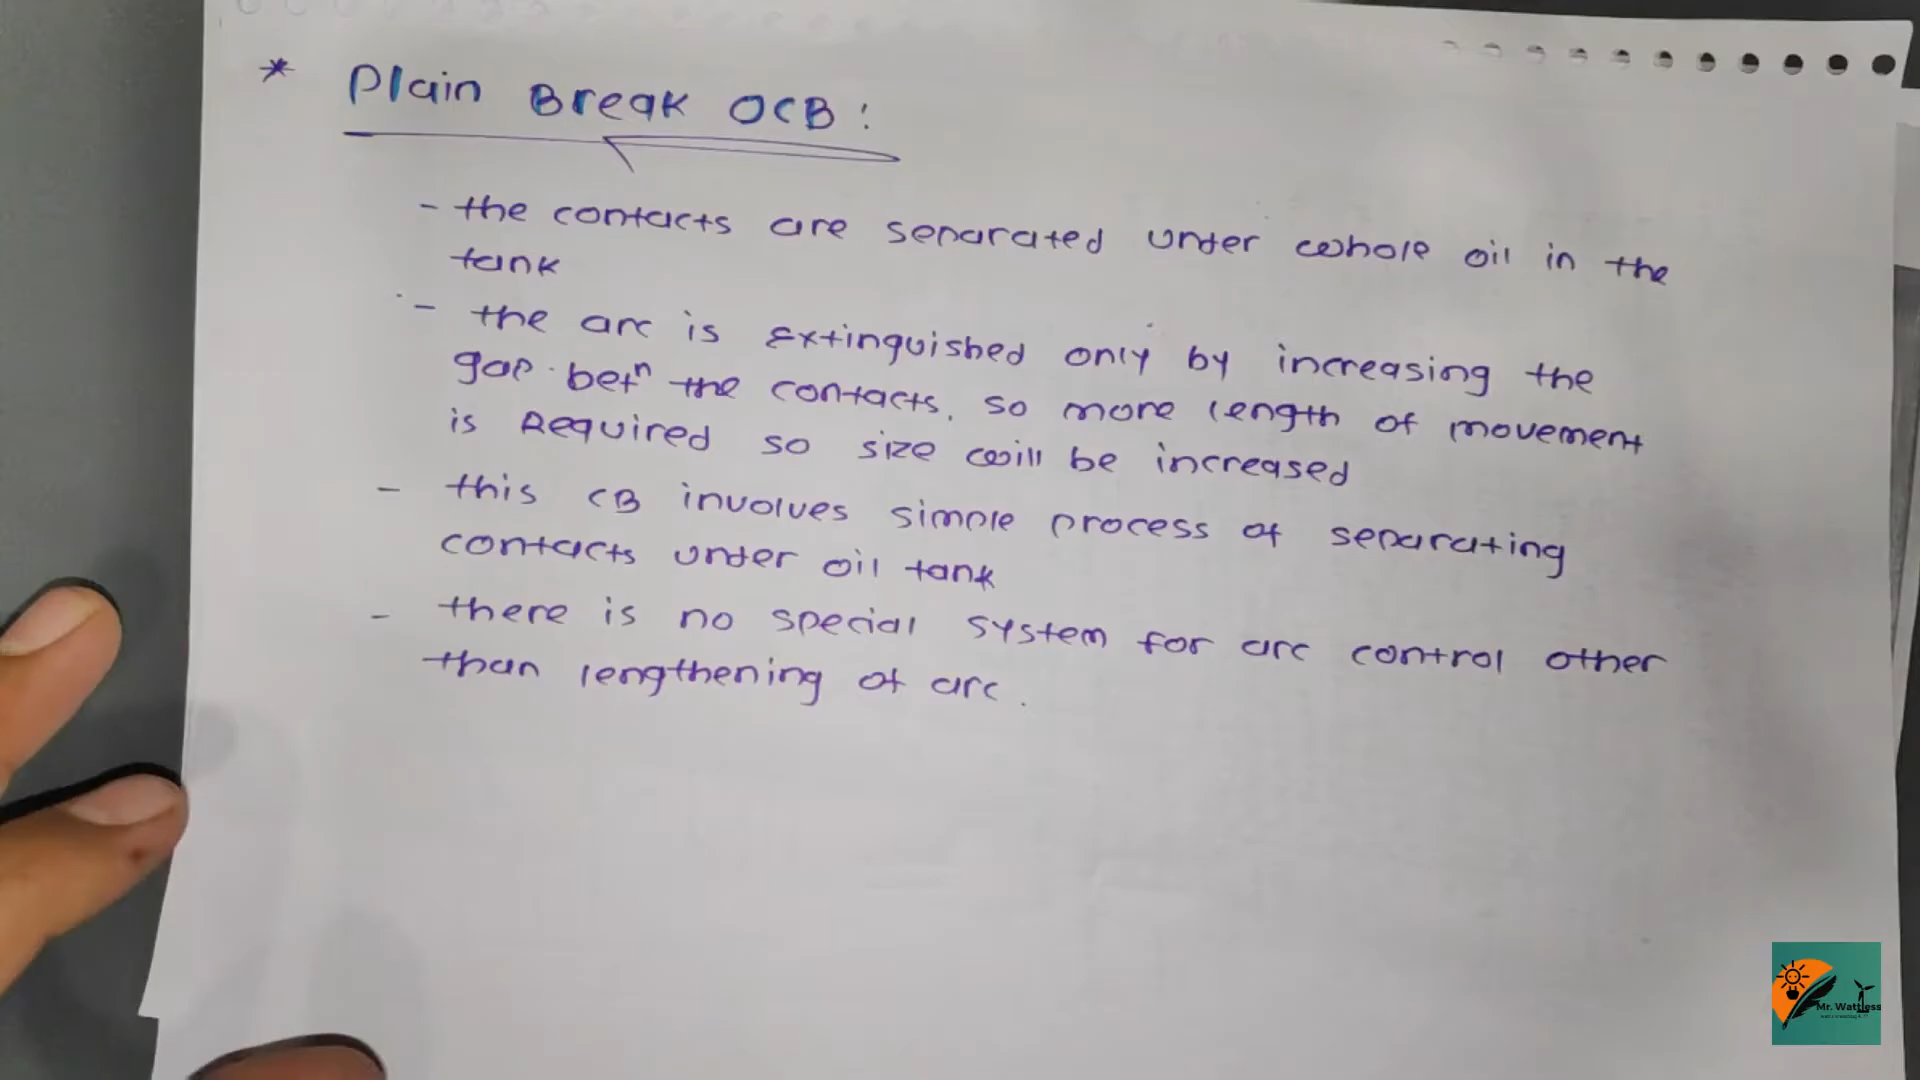 * Plain Break OCB:
- the contacts are separated under whole oil in the
tank
- the arc is Extinguished only by increasing the
gap betn the contacts, so more length of movement
is Required so size will be increased
- this CB involves simple process of separating
contacts under oil tank
- there is no special system for arc control other
than lengthening of arc.
Mr. Wattless